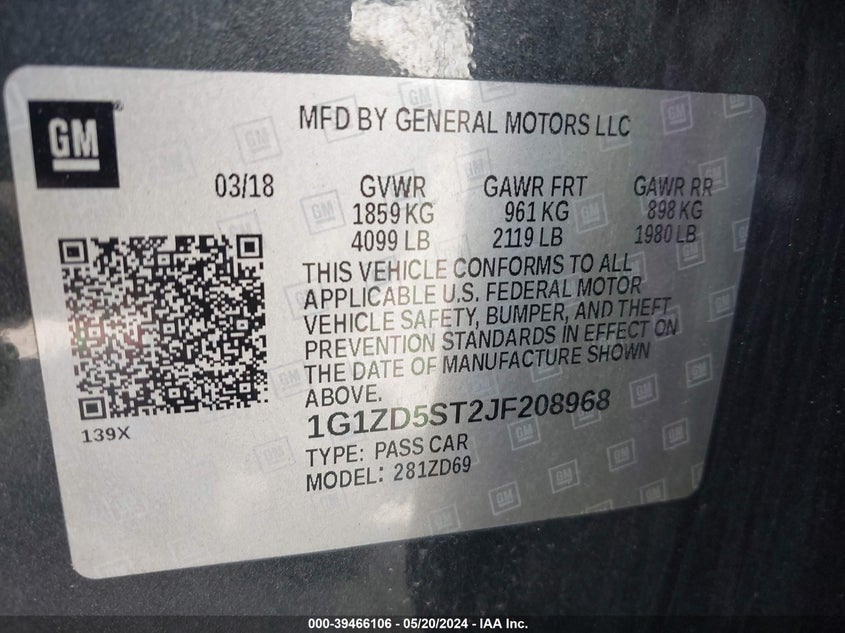 GM
MFD BY GENERAL MOTORS LLC
03/18 GVWR GAWR FRT GAWR RR
1859 KG 961 KG 898 KG
4099 LB 2119 LB 1980 LB
THIS VEHICLE CONFORMS TO ALL
APPLICABLE U.S. FEDERAL MOTOR
VEHICLE SAFETY, BUMPER, AND THEFT
PREVENTION STANDARDS IN EFFECT ON
THE DATE OF MANUFACTURE SHOWN
ABOVE.
1G1ZD5ST2JF208968
139X
TYPE: PASS CAR
MODEL: 281ZD69
000-39466106 - 05/20/2024 - IAA Inc.